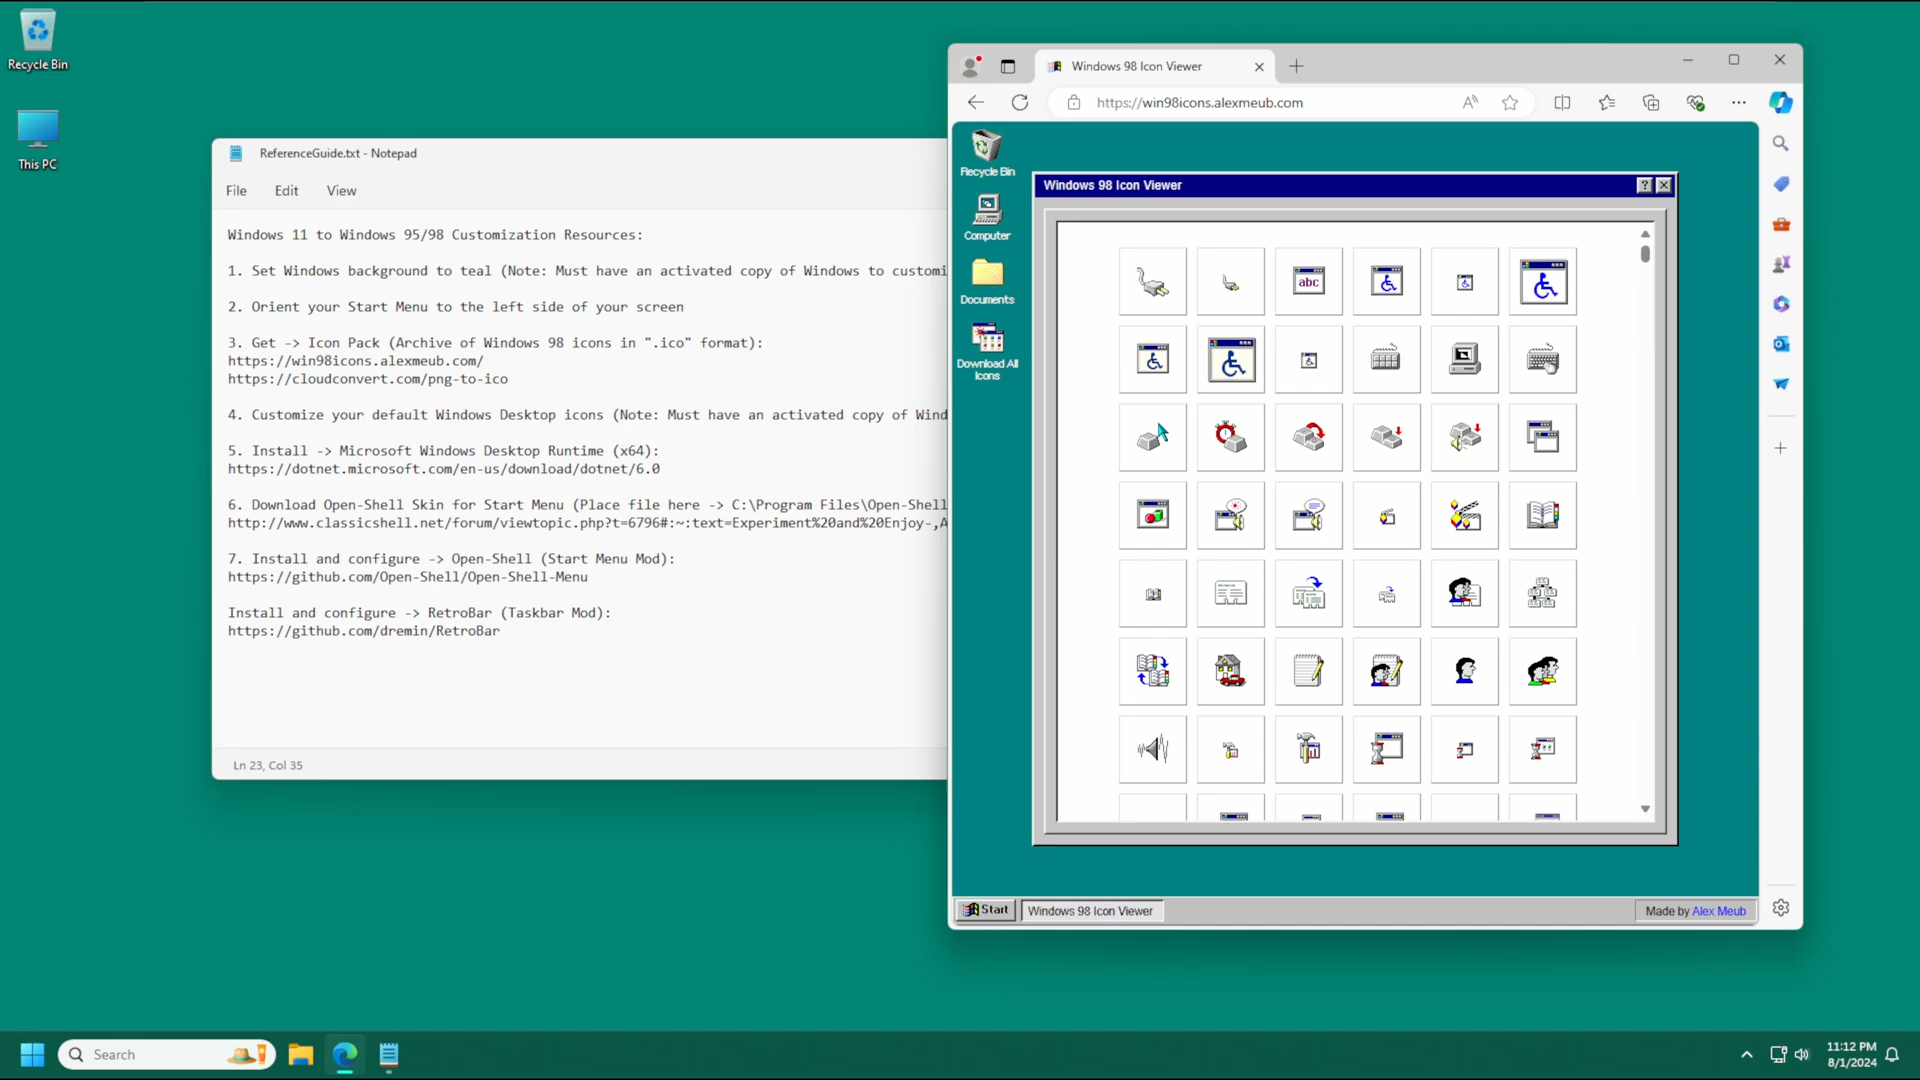 Recycle Bin
This PC
ReferenceGuide.txt - Notepad
File Edit View
Windows 11 to Windows 95/98 Customization Resources:
1. Set Windows background to teal (Note: Must have an activated copy of Windows to customi
2. Orient your Start Menu to the left side of your screen
3. Get -> Icon Pack (Archive of Windows 98 icons in ".ico" format):
https://win98icons.alexmeub.com/
https://cloudconvert.com/png-to-ico
4. Customize your default Windows Desktop icons (Note: Must have an activated copy of Wind
5. Install -> Microsoft Windows Desktop Runtime (x64):
https://dotnet.microsoft.com/en-us/download/dotnet/6.0
6. Download Open-Shell Skin for Start Menu (Place file here -> C:\Program Files\Open-Shell
http://www.classicshell.net/forum/viewtopic.php?t=6796#:~:text=Experiment%20and%20Enjoy-,A
7. Install and configure -> Open-Shell (Start Menu Mod):
https://github.com/Open-Shell/Open-Shell-Menu
Install and configure -> RetroBar (Taskbar Mod):
https://github.com/dremin/RetroBar
Ln 23, Col 35
Windows 98 Icon Viewer
https://win98icons.alexmeub.com
Recycle Bin
Computer
Documents
Download All
Icons
Windows 98 Icon Viewer
abc
Start
Windows 98 Icon Viewer
Made by Alex Meub
Search
11:12 PM
8/1/2024